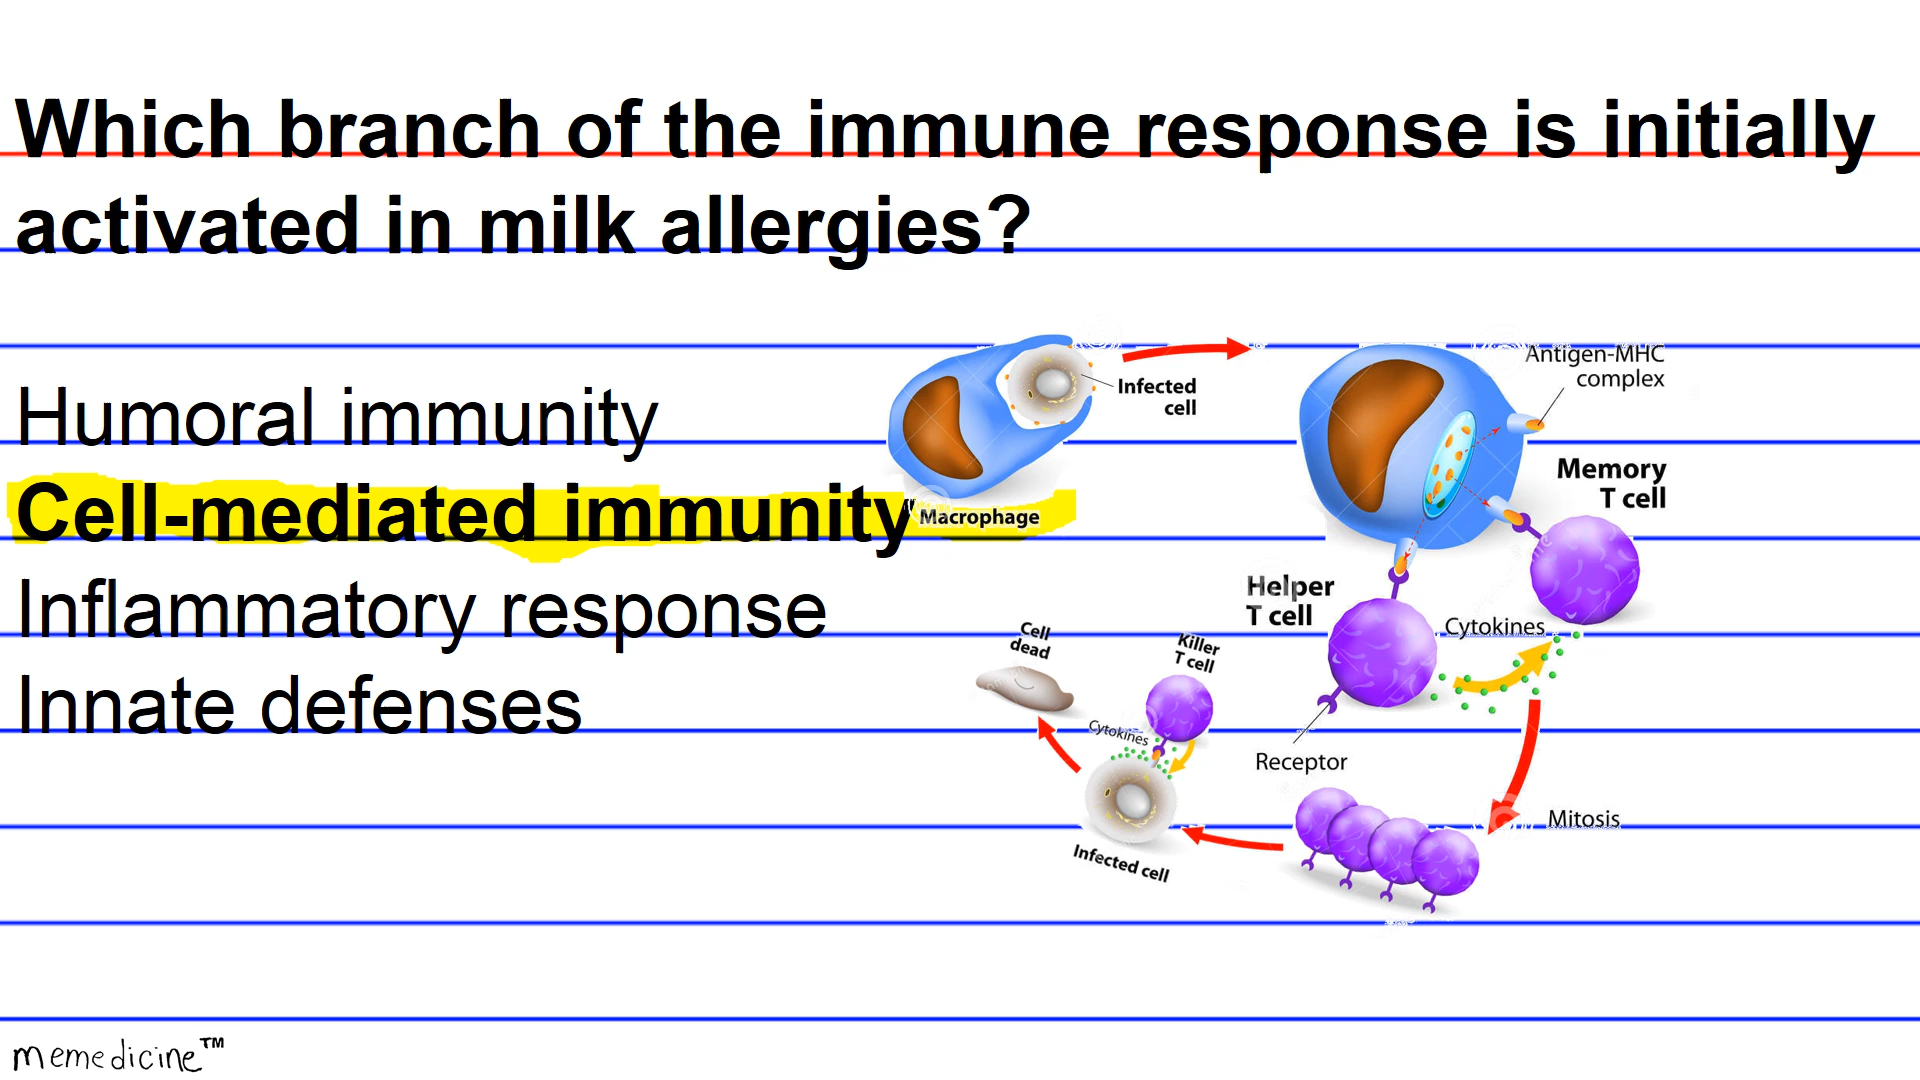 Which branch of the immune response is initially
activated in milk allergies?
Humoral immunity
Cell-mediated immunity
Inflammatory response
Innate defenses
Infected
cell
Macrophage
Antigen-MHC
complex
Memory
T cell
Helper
T cell
Cytokines
Receptor
Mitosis
Cell
dead
Killer
T cell
Cytokines
Infected cell
memedicine™